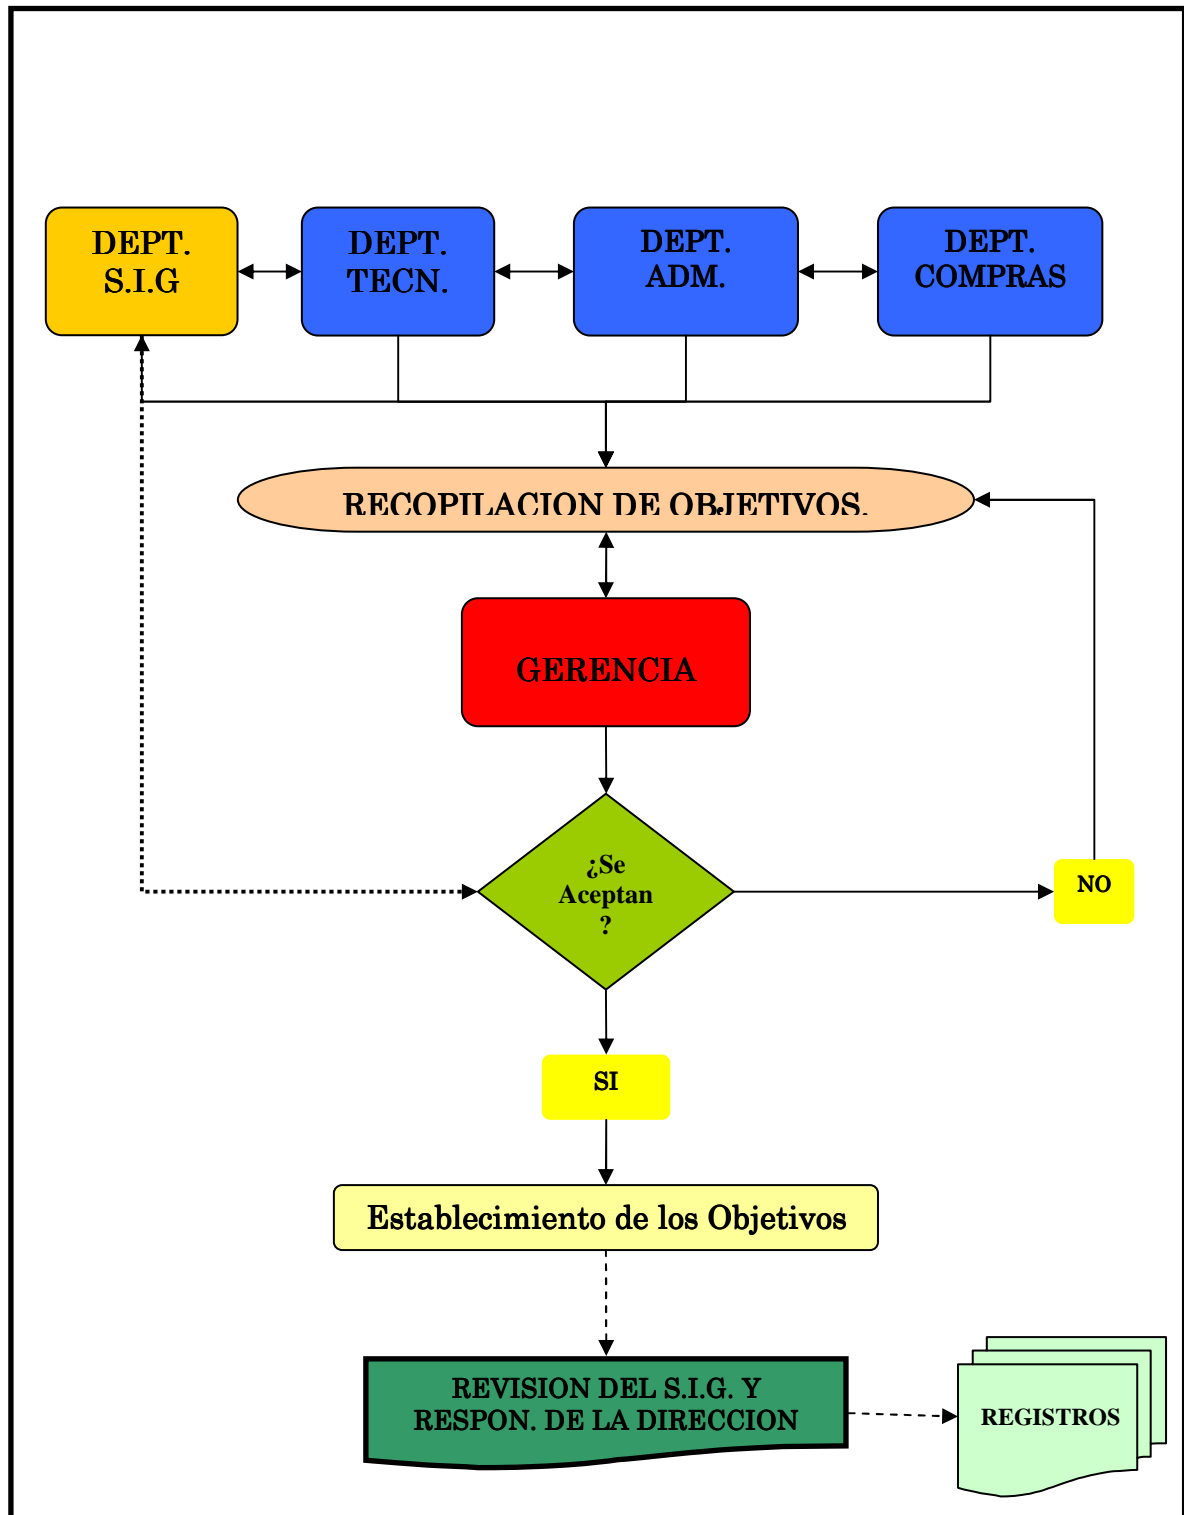 DEPT.
S.I.G
DEPT.
TECN.
DEPT.
ADM.
DEPT.
COMPRAS
RECOPILACION DE OBJETIVOS.
GERENCIA
¿Se
Aceptan
?
NO
SI
Establecimiento de los Objetivos
REVISION DEL S.I.G. Y
RESPON. DE LA DIRECCION
REGISTROS